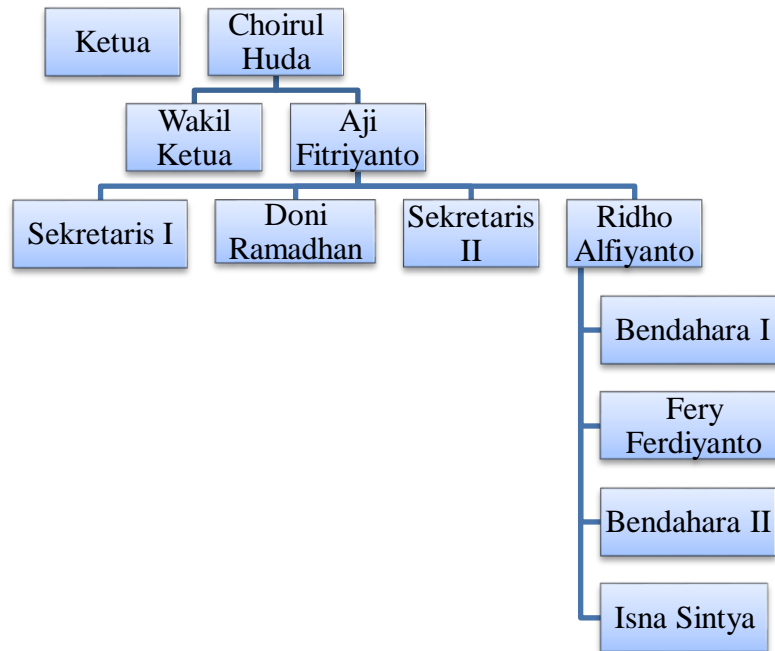 Ketua
Choirul
Huda
Wakil
Ketua
Aji
Fitriyanto
Sekretaris I
Doni
Ramadhan
Sekretaris
II
Ridho
Alfiyanto
Bendahara I
Fery
Ferdiyanto
Bendahara II
Isna Sintya